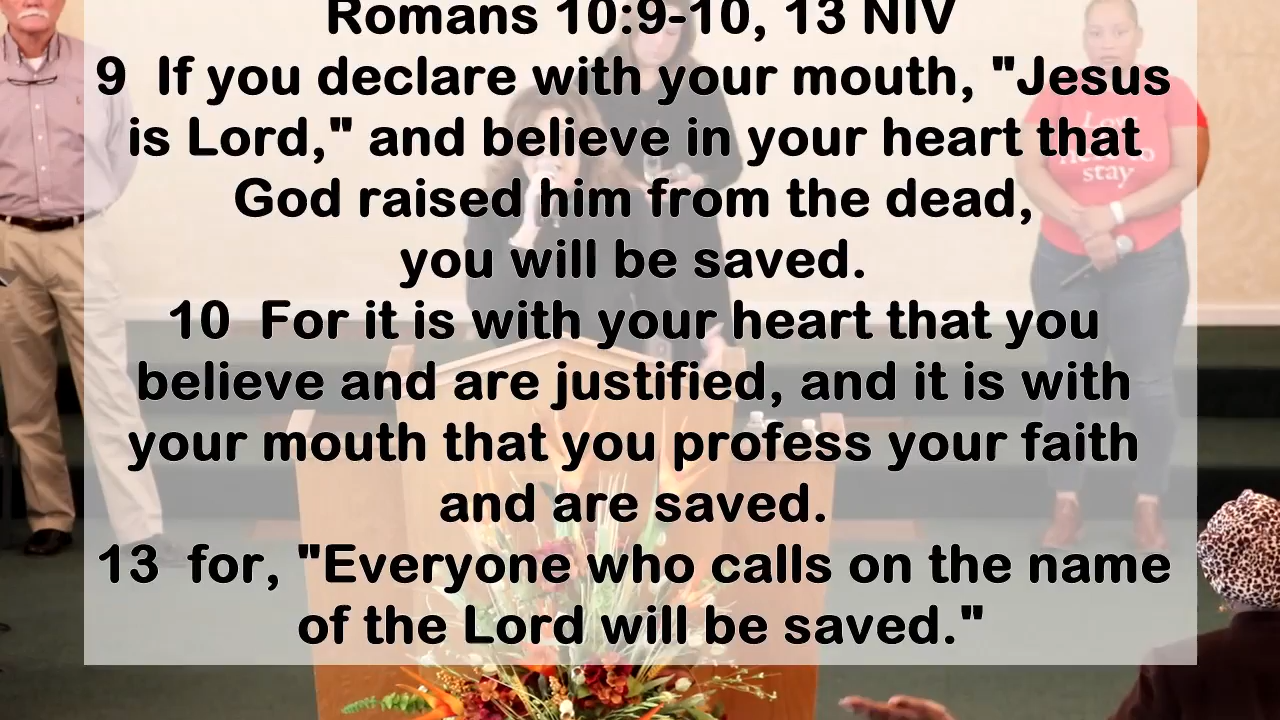 Romans 10:9-10, 13 NIV
9 If you declare with your mouth, "Jesus
is Lord," and believe in your heart that
God raised him from the dead,
you will be saved.
10 For it is with your heart that you
believe and are justified, and it is with
your mouth that you profess your faith
and are saved.
13 for, "Everyone who calls on the name
of the Lord will be saved."
Love
stay